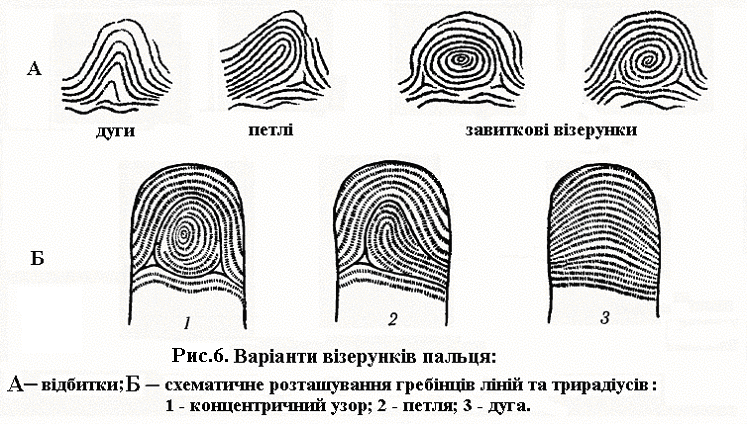 А
дуги петлі завиткові візерунки
Б
1 2 3
Рис.6. Варіанти візерунків пальця:
А— відбитки; Б — схематичне розташування гребінців ліній та трирадіусів :
1 - концентричний узор; 2 - петля; 3 - дуга.